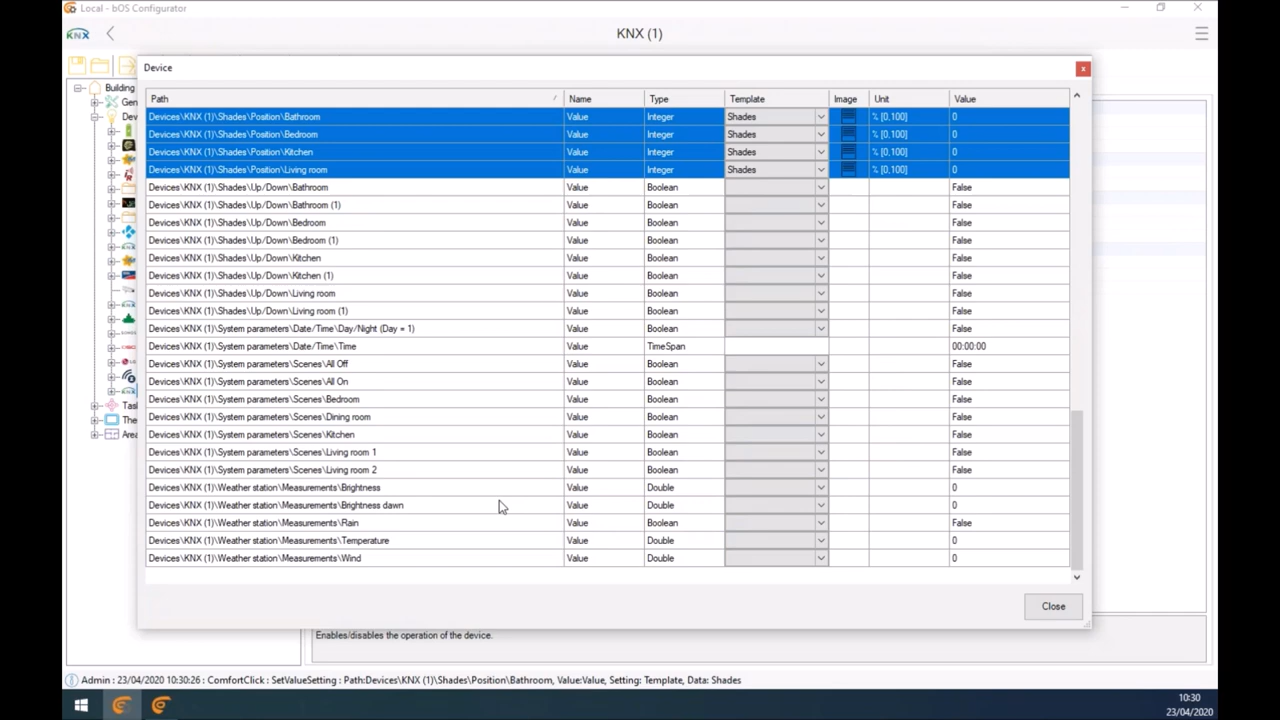 Local - bOS Configurator
KNX
KNX (1)
Building
Gen
Dev
Tas
The
Area
Device
Path Name Type Template Image Unit Value
Devices\KNX (1)\Shades\Position\Bathroom Value Integer Shades % [0,100] 0
Devices\KNX (1)\Shades\Position\Bedroom Value Integer Shades % [0,100] 0
Devices\KNX (1)\Shades\Position\Kitchen Value Integer Shades % [0,100] 0
Devices\KNX (1)\Shades\Position\Living room Value Integer Shades % [0,100] 0
Devices\KNX (1)\Shades\Up/Down\Bathroom Value Boolean False
Devices\KNX (1)\Shades\Up/Down\Bathroom (1) Value Boolean False
Devices\KNX (1)\Shades\Up/Down\Bedroom Value Boolean False
Devices\KNX (1)\Shades\Up/Down\Bedroom (1) Value Boolean False
Devices\KNX (1)\Shades\Up/Down\Kitchen Value Boolean False
Devices\KNX (1)\Shades\Up/Down\Kitchen (1) Value Boolean False
Devices\KNX (1)\Shades\Up/Down\Living room Value Boolean False
Devices\KNX (1)\Shades\Up/Down\Living room (1) Value Boolean False
Devices\KNX (1)\System parameters\Date/Time\Day/Night (Day = 1) Value Boolean False
Devices\KNX (1)\System parameters\Date/Time\Time Value TimeSpan 00:00:00
Devices\KNX (1)\System parameters\Scenes\All Off Value Boolean False
Devices\KNX (1)\System parameters\Scenes\All On Value Boolean False
Devices\KNX (1)\System parameters\Scenes\Bedroom Value Boolean False
Devices\KNX (1)\System parameters\Scenes\Dining room Value Boolean False
Devices\KNX (1)\System parameters\Scenes\Kitchen Value Boolean False
Devices\KNX (1)\System parameters\Scenes\Living room 1 Value Boolean False
Devices\KNX (1)\System parameters\Scenes\Living room 2 Value Boolean False
Devices\KNX (1)\Weather station\Measurements\Brightness Value Double 0
Devices\KNX (1)\Weather station\Measurements\Brightness dawn Value Double 0
Devices\KNX (1)\Weather station\Measurements\Rain Value Boolean False
Devices\KNX (1)\Weather station\Measurements\Temperature Value Double 0
Devices\KNX (1)\Weather station\Measurements\Wind Value Double 0
Close
Enables/disables the operation of the device.
Admin : 23/04/2020 10:30:26 : ComfortClick : SetValueSetting : Path:Devices\KNX (1)\Shades\Position\Bathroom, Value:Value, Setting: Template, Data: Shades
10:30
23/04/2020